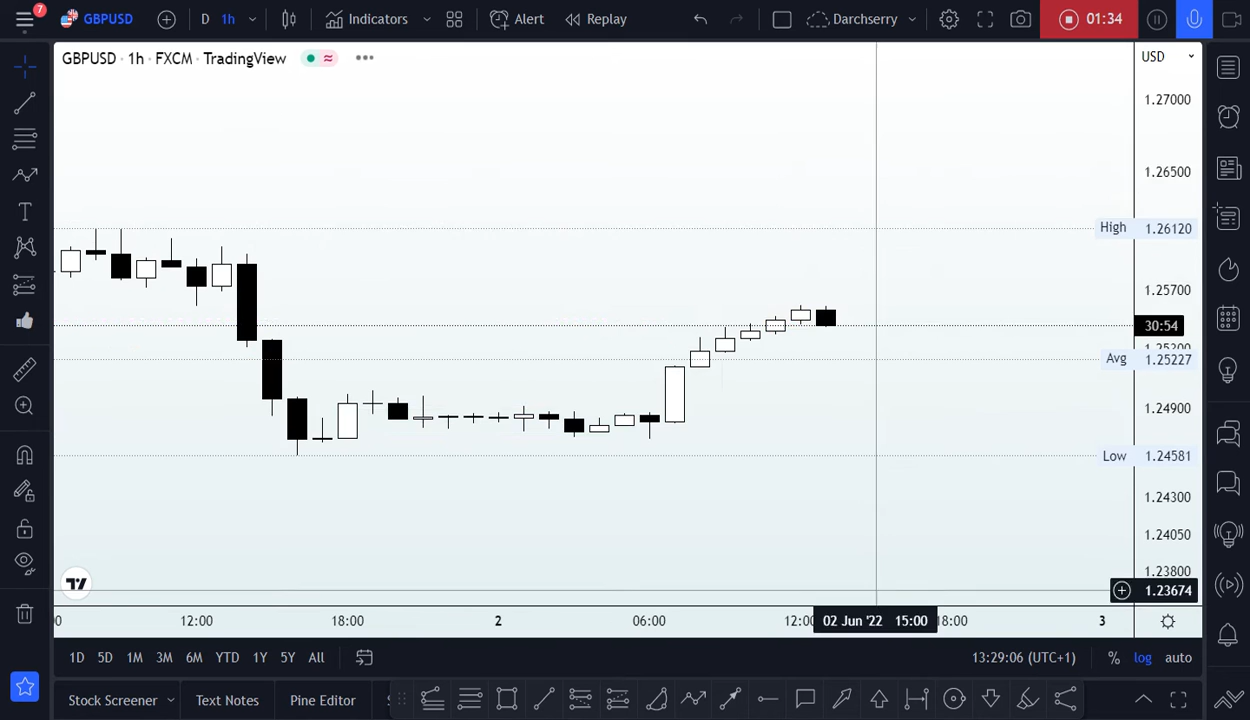 7
GBPUSD D 1h Indicators Alert Replay Darchserry 01:34
GBPUSD · 1h · FXCM · TradingView
USD
1.27000
1.26500
High 1.26120
1.25700
30:54
1.25300
Avg 1.25227
1.24900
Low 1.24581
1.24300
1.24050
1.23800
1.23674
12:00 18:00 2 06:00 12:00 02 Jun '22 15:00 18:00 3
1D 5D 1M 3M 6M YTD 1Y 5Y All 13:29:06 (UTC+1) % log auto
Stock Screener Text Notes Pine Editor